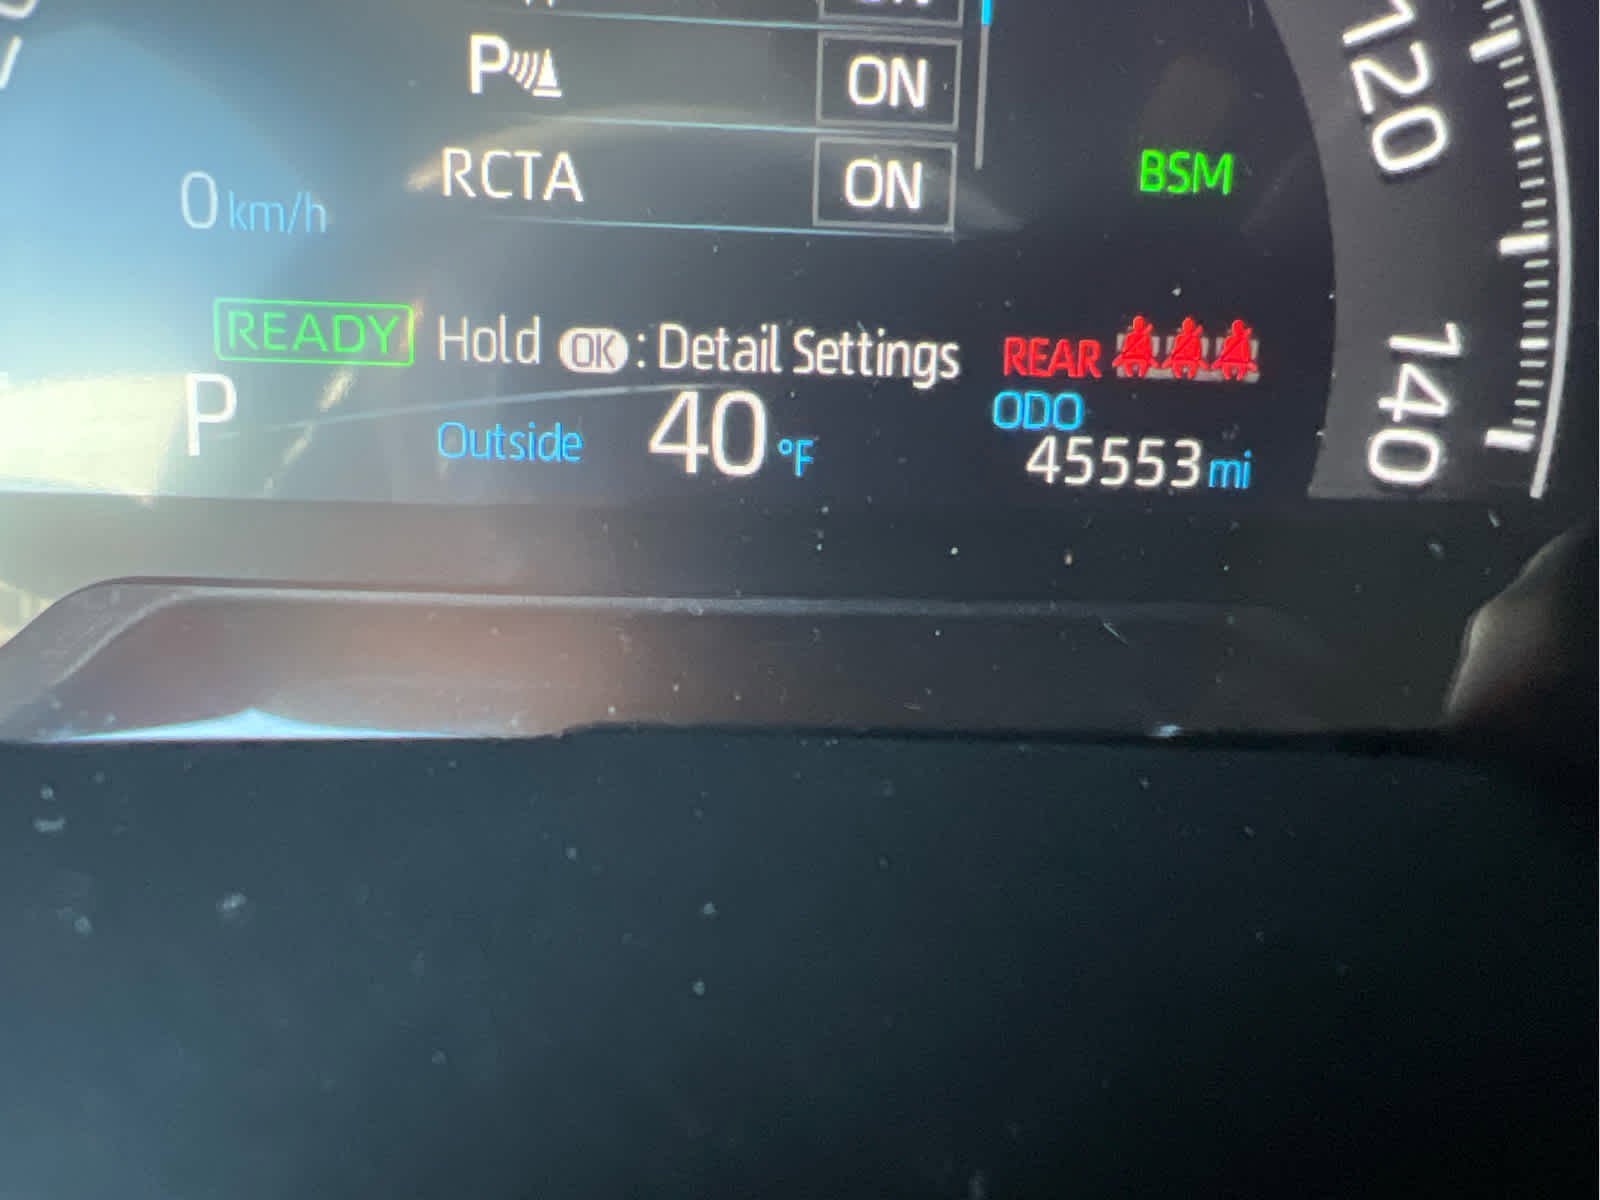 P ON
RCTA ON
BSM
0 km/h
READY Hold OK : Detail Settings REAR
P Outside 40 °F ODO
45553 mi
120
140